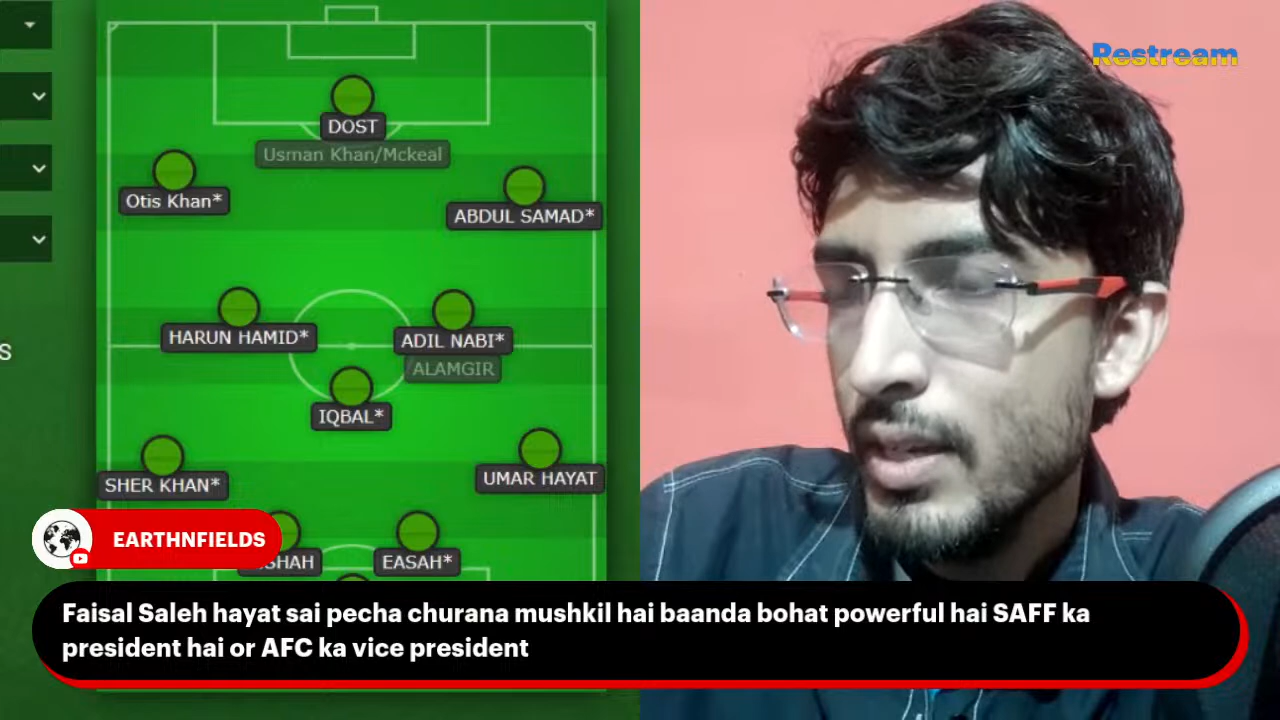 Restream
DOST
Usman Khan/Mckeal
Otis Khan*
ABDUL SAMAD*
HARUN HAMID*
ADIL NABI*
ALAMGIR
S
IQBAL*
SHER KHAN*
UMAR HAYAT
EASAH*
EARTHNFIELDS
Faisal Saleh hayat sai pecha churana mushkil hai baanda bohat powerful hai SAFF ka
president hai or AFC ka vice president